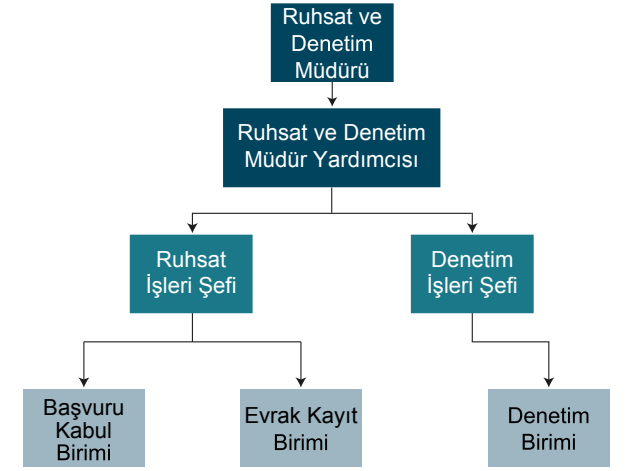 Ruhsat ve
Denetim
Müdürü
Ruhsat ve Denetim
Müdür Yardımcısı
Ruhsat
İşleri Şefi
Denetim
İşleri Şefi
Başvuru
Kabul
Birimi
Evrak Kayıt
Birimi
Denetim
Birimi